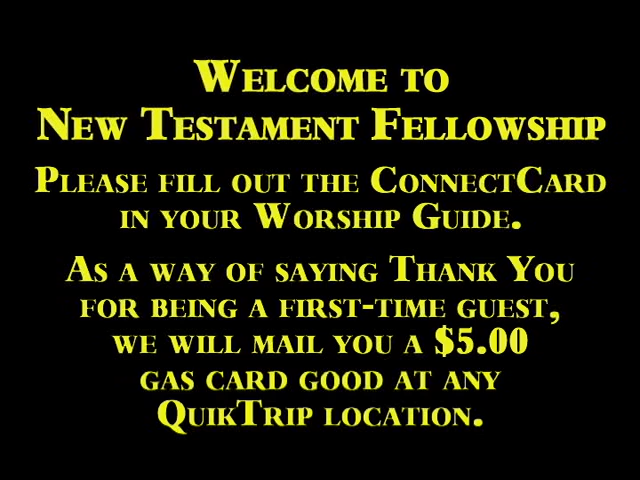 Welcome to
New Testament Fellowship
Please fill out the ConnectCard
in your Worship Guide.
As a way of saying Thank You
for being a first-time guest,
we will mail you a $5.00
gas card good at any
QuikTrip location.